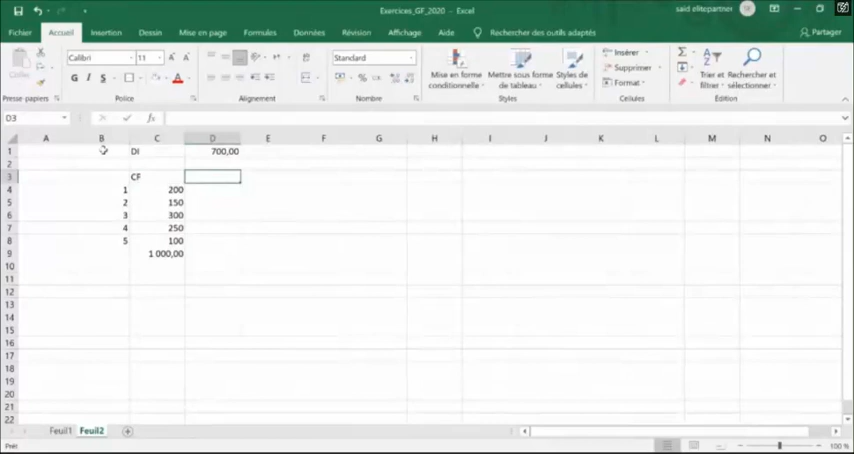 Exercices_GF_2020 – Excel
said elitepartner
Fichier Accueil Insertion Dessin Mise en page Formules Données Révision Affichage Aide Rechercher des outils adaptés Partager
Calibri 11 A A Standard Insérer
Coller G I S A % 000 Mise en forme conditionnelle Mettre sous forme de tableau Styles de cellules Supprimer Format Trier et filtrer Rechercher et sélectionner
Presse-papiers Police Alignement Nombre Styles Cellules Édition
D3 fx
A B C D E F G H I J K L M N O
1 DI 700,00
2
3 CF
4 1 200
5 2 150
6 3 300
7 4 250
8 5 100
9 1 000,00
10
11
12
13
14
15
16
17
18
19
20
21
22
Feuil1 Feuil2
Prêt 100 %